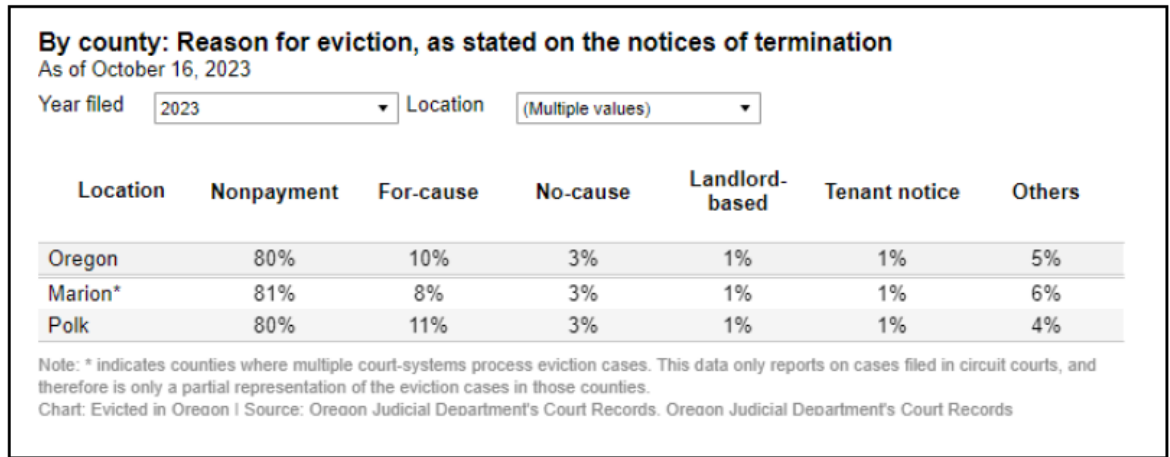 By county: Reason for eviction, as stated on the notices of termination
As of October 16, 2023
Year filed 2023 Location (Multiple values)
Location Nonpayment For-cause No-cause Landlord-based Tenant notice Others
Oregon 80% 10% 3% 1% 1% 5%
Marion* 81% 8% 3% 1% 1% 6%
Polk 80% 11% 3% 1% 1% 4%
Note: * indicates counties where multiple court-systems process eviction cases. This data only reports on cases filed in circuit courts, and
therefore is only a partial representation of the eviction cases in those counties.
Chart: Evicted in Oregon | Source: Oregon Judicial Department's Court Records. Oregon Judicial Department's Court Records